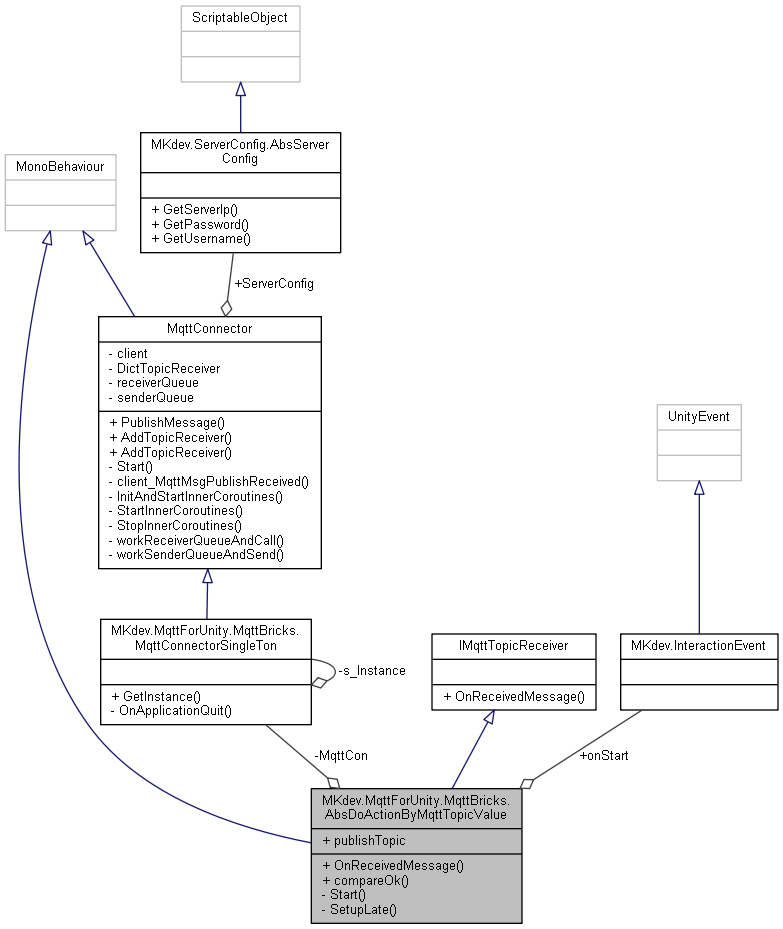 ScriptableObject
MKdev.ServerConfig.AbsServer
Config
+ GetServerIp()
+ GetPassword()
+ GetUsername()
MonoBehaviour
+ServerConfig
MqttConnector
- client
- DictTopicReceiver
- receiverQueue
- senderQueue
+ PublishMessage()
+ AddTopicReceiver()
+ AddTopicReceiver()
- Start()
- client_MqttMsgPublishReceived()
- InitAndStartInnerCoroutines()
- StartInnerCoroutines()
- StopInnerCoroutines()
- workReceiverQueueAndCall()
- workSenderQueueAndSend()
UnityEvent
MKdev.MqttForUnity.MqttBricks.
MqttConnectorSingleTon
+ GetInstance()
- OnApplicationQuit()
-s_Instance
IMqttTopicReceiver
+ OnReceivedMessage()
MKdev.InteractionEvent
-MqttCon
+onStart
MKdev.MqttForUnity.MqttBricks.
AbsDoActionByMqttTopicValue
+ publishTopic
+ OnReceivedMessage()
+ compareOk()
- Start()
- SetupLate()